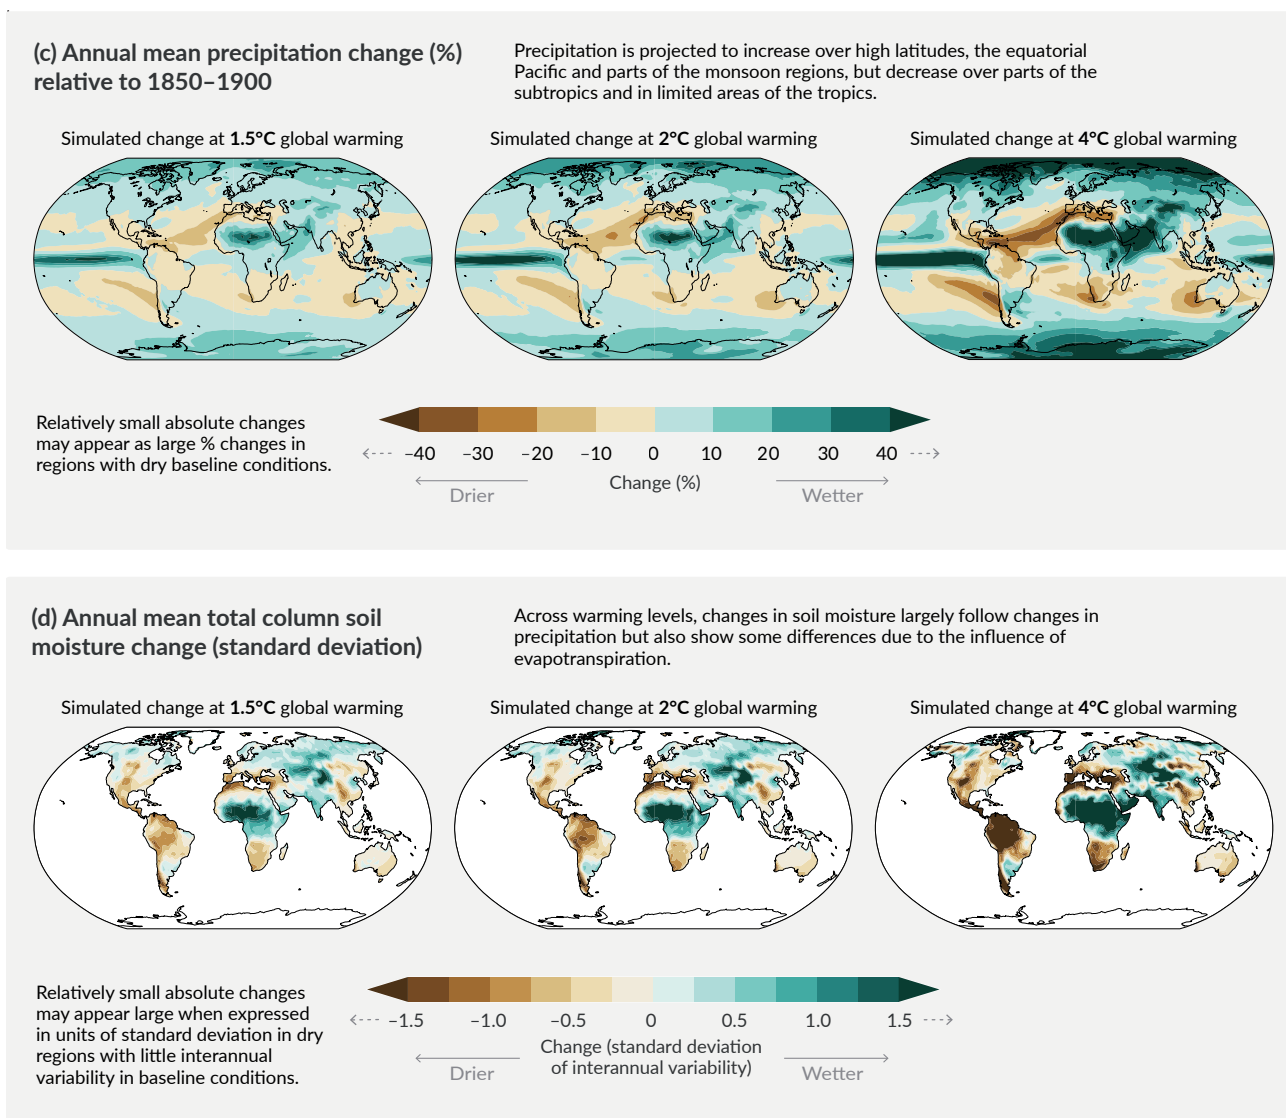 (c) Annual mean precipitation change (%)
relative to 1850–1900
Precipitation is projected to increase over high latitudes, the equatorial
Pacific and parts of the monsoon regions, but decrease over parts of the
subtropics and in limited areas of the tropics.
Simulated change at 1.5°C global warming
Simulated change at 2°C global warming
Simulated change at 4°C global warming
Relatively small absolute changes
may appear as large % changes in
regions with dry baseline conditions.
–40 –30 –20 –10 0 10 20 30 40
Change (%)
Drier
Wetter
(d) Annual mean total column soil
moisture change (standard deviation)
Across warming levels, changes in soil moisture largely follow changes in
precipitation but also show some differences due to the influence of
evapotranspiration.
Simulated change at 1.5°C global warming
Simulated change at 2°C global warming
Simulated change at 4°C global warming
Relatively small absolute changes
may appear large when expressed
in units of standard deviation in dry
regions with little interannual
variability in baseline conditions.
–1.5 –1.0 –0.5 0 0.5 1.0 1.5
Change (standard deviation
of interannual variability)
Drier
Wetter